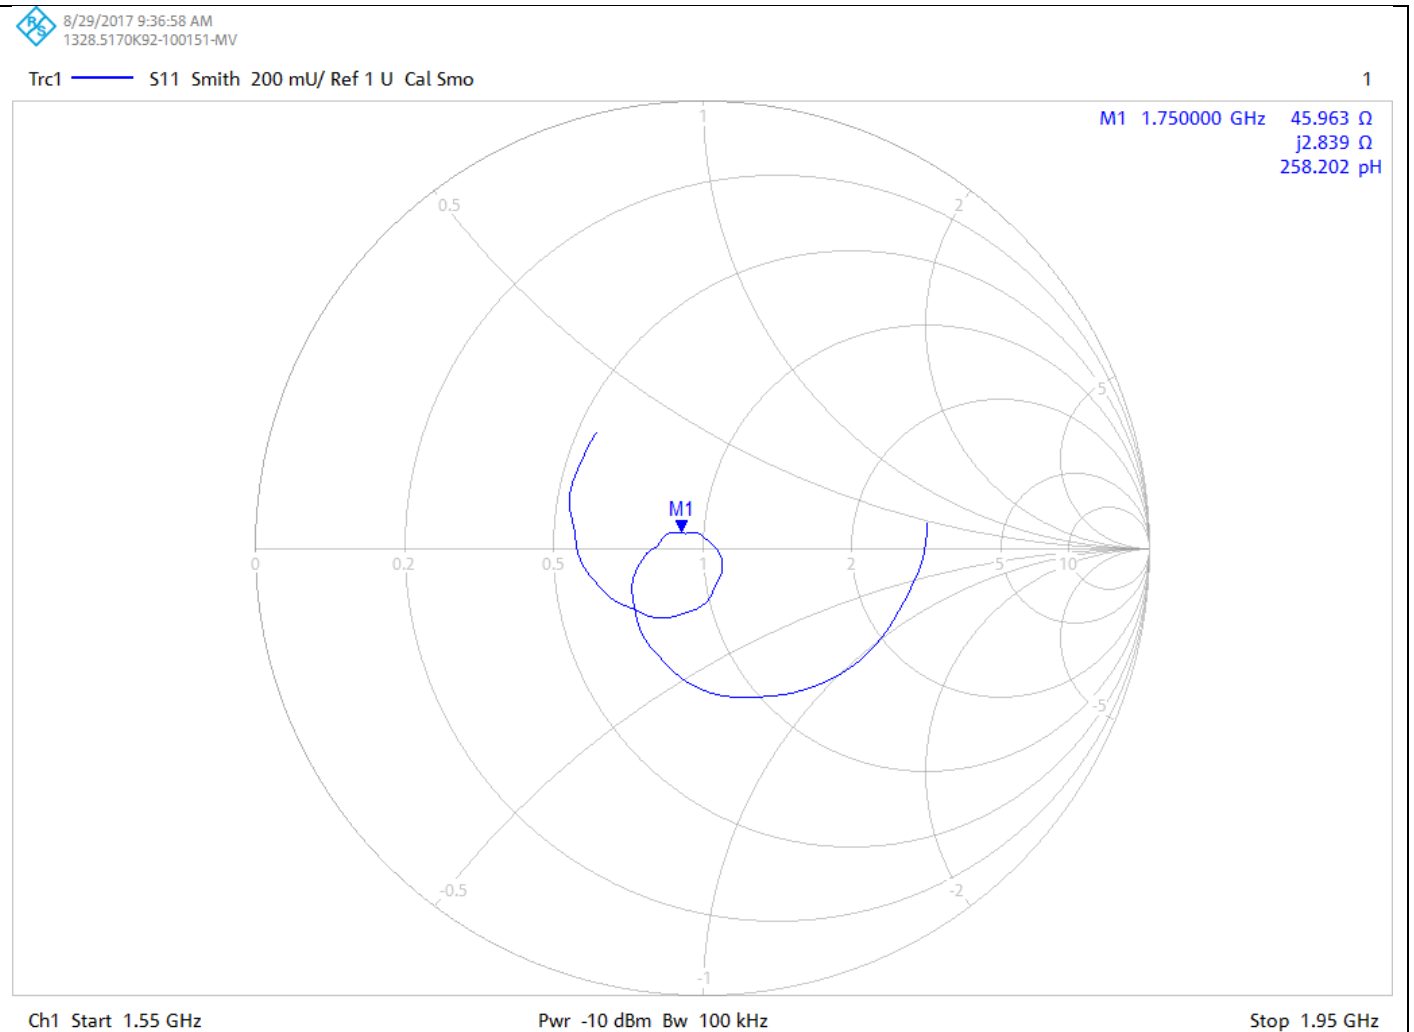 R&S
8/29/2017 9:36:58 AM
1328.5170K92-100151-MV
Trc1 S11 Smith 200 mU/ Ref 1 U Cal Smo 1
M1 1.750000 GHz 45.963 Ω
j2.839 Ω
258.202 pH
1
0.5 2
5
M1
0 0.2 0.5 1 2 5 10
-5
-0.5 -2
-1
Ch1 Start 1.55 GHz Pwr -10 dBm Bw 100 kHz Stop 1.95 GHz